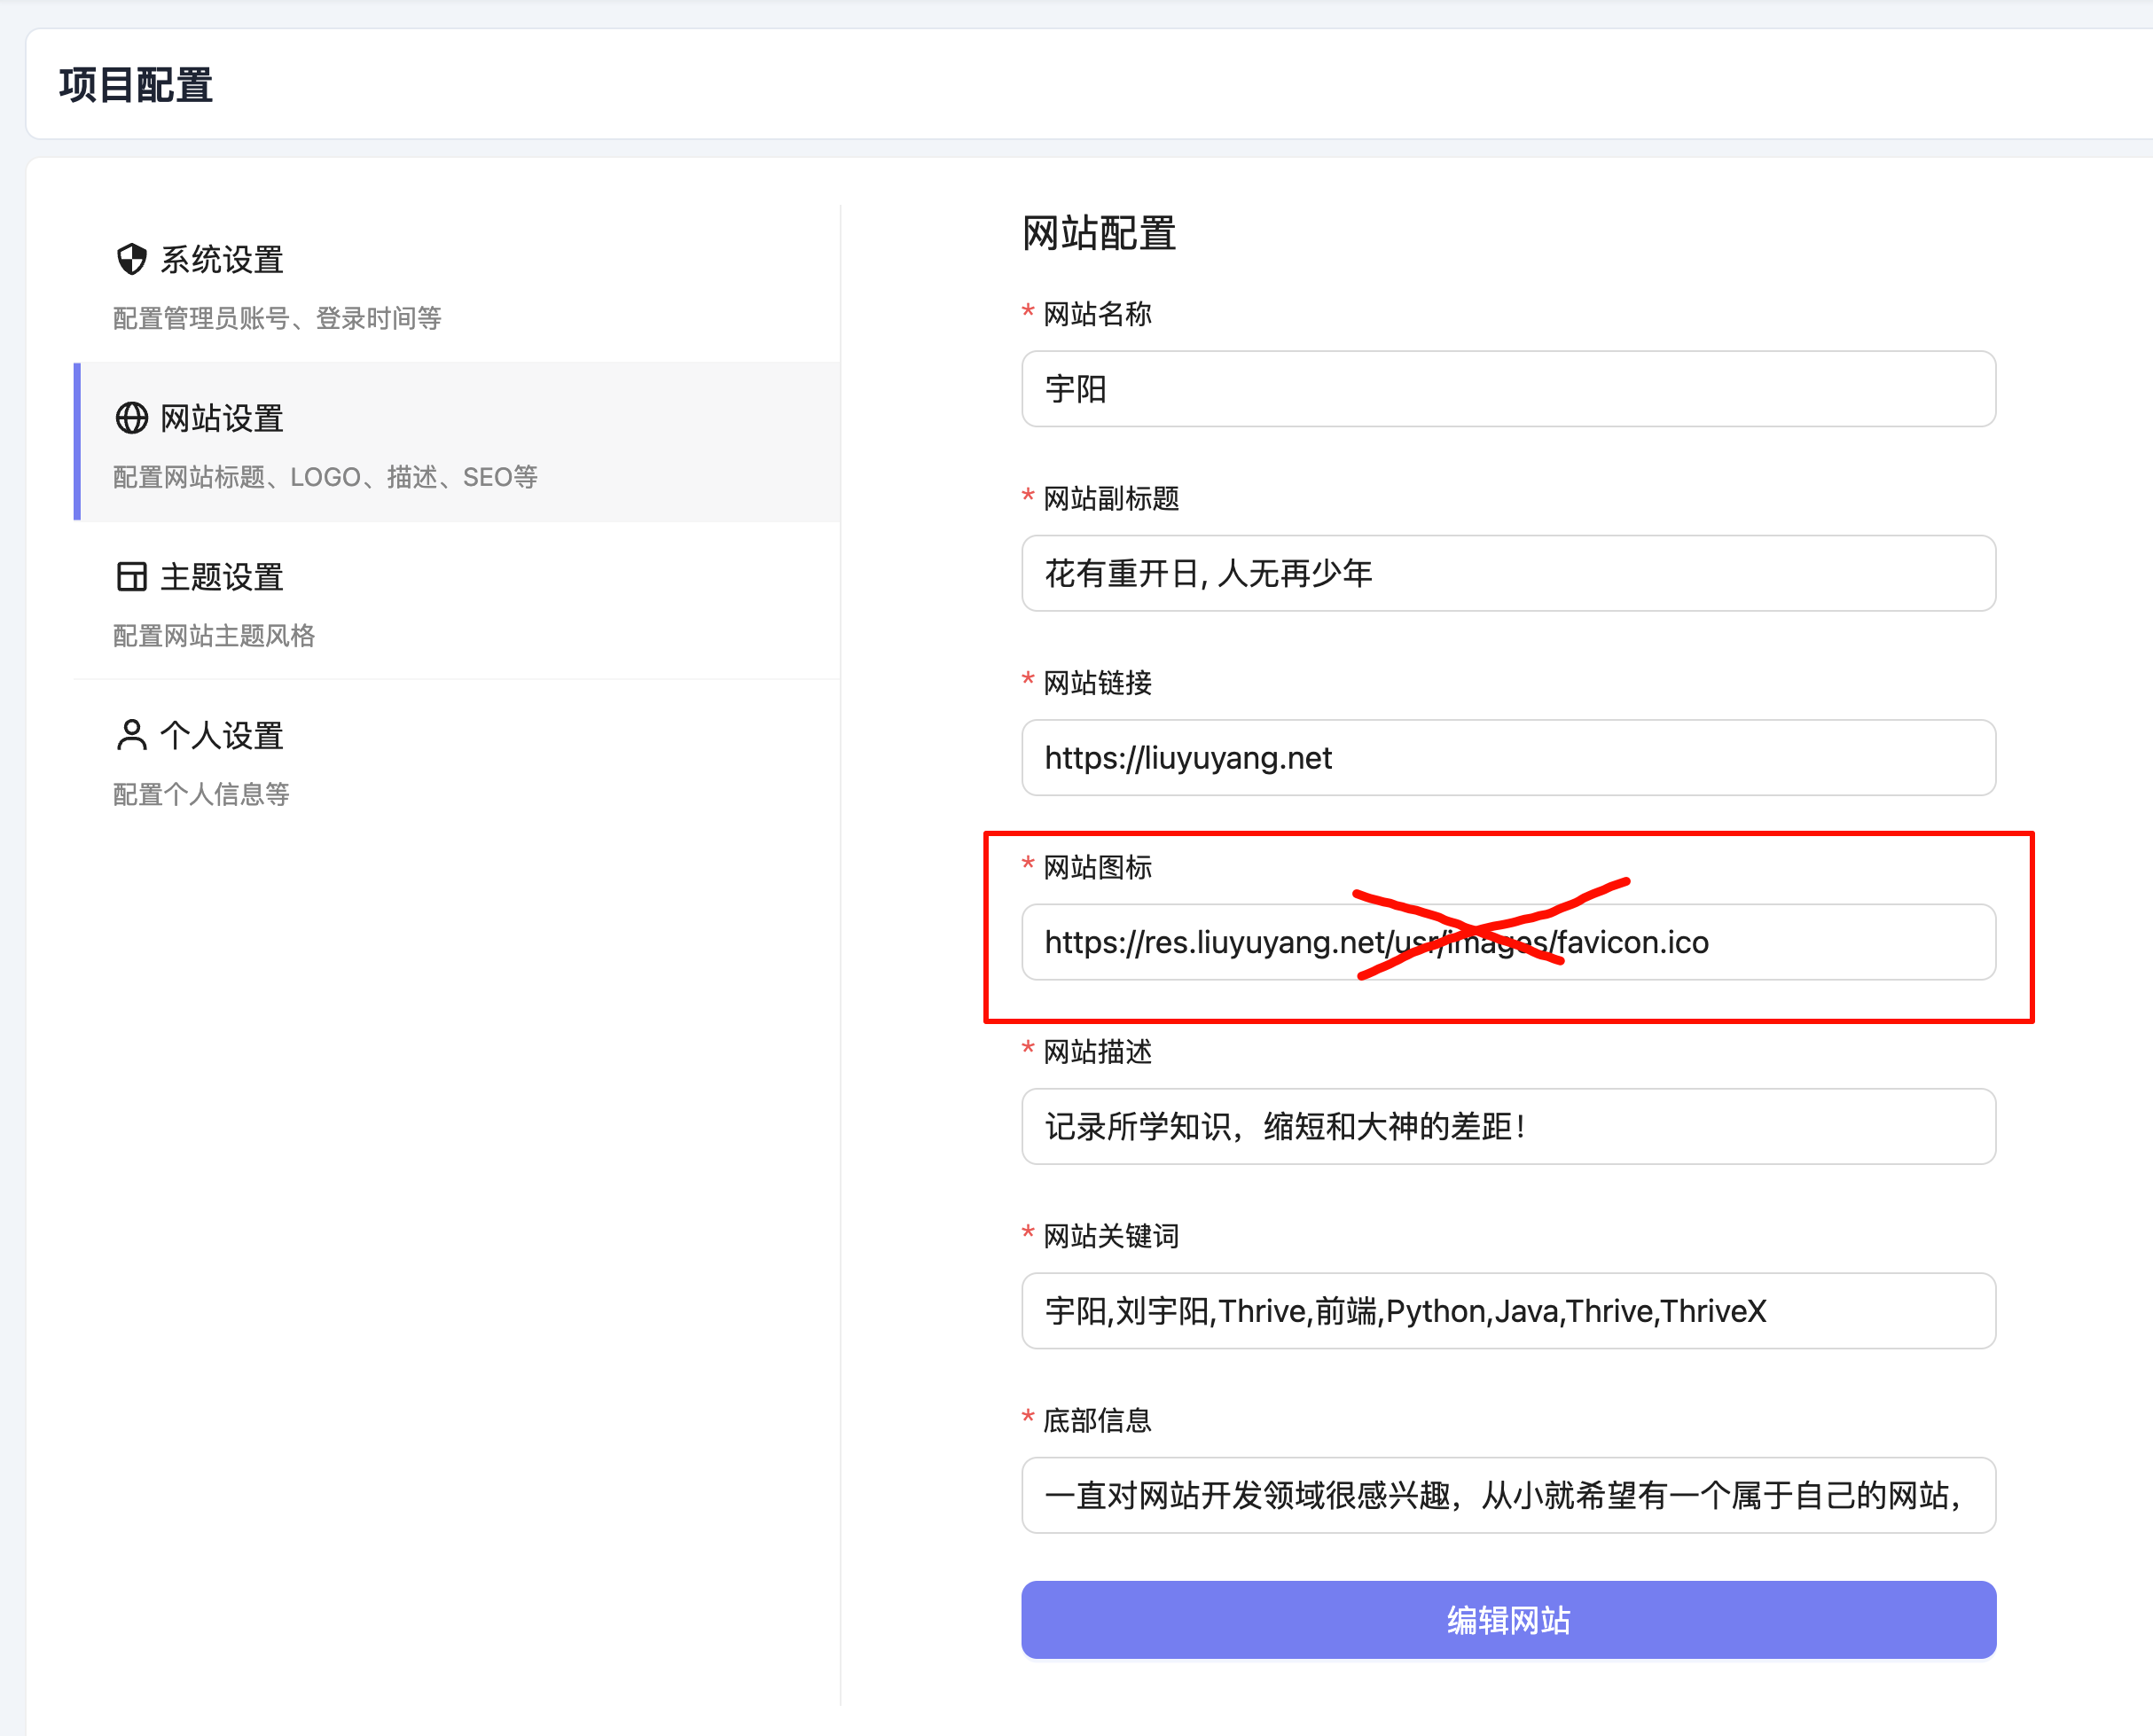 项目配置
系统设置
配置管理员账号、登录时间等
网站设置
配置网站标题、LOGO、描述、SEO等
主题设置
配置网站主题风格
个人设置
配置个人信息等
网站配置
* 网站名称
宇阳
* 网站副标题
花有重开日, 人无再少年
* 网站链接
https://liuyuyang.net
* 网站图标
https://res.liuyuyang.net/usr/images/favicon.ico
* 网站描述
记录所学知识，缩短和大神的差距！
* 网站关键词
宇阳,刘宇阳,Thrive,前端,Python,Java,Thrive,ThriveX
* 底部信息
一直对网站开发领域很感兴趣，从小就希望有一个属于自己的网站，
编辑网站